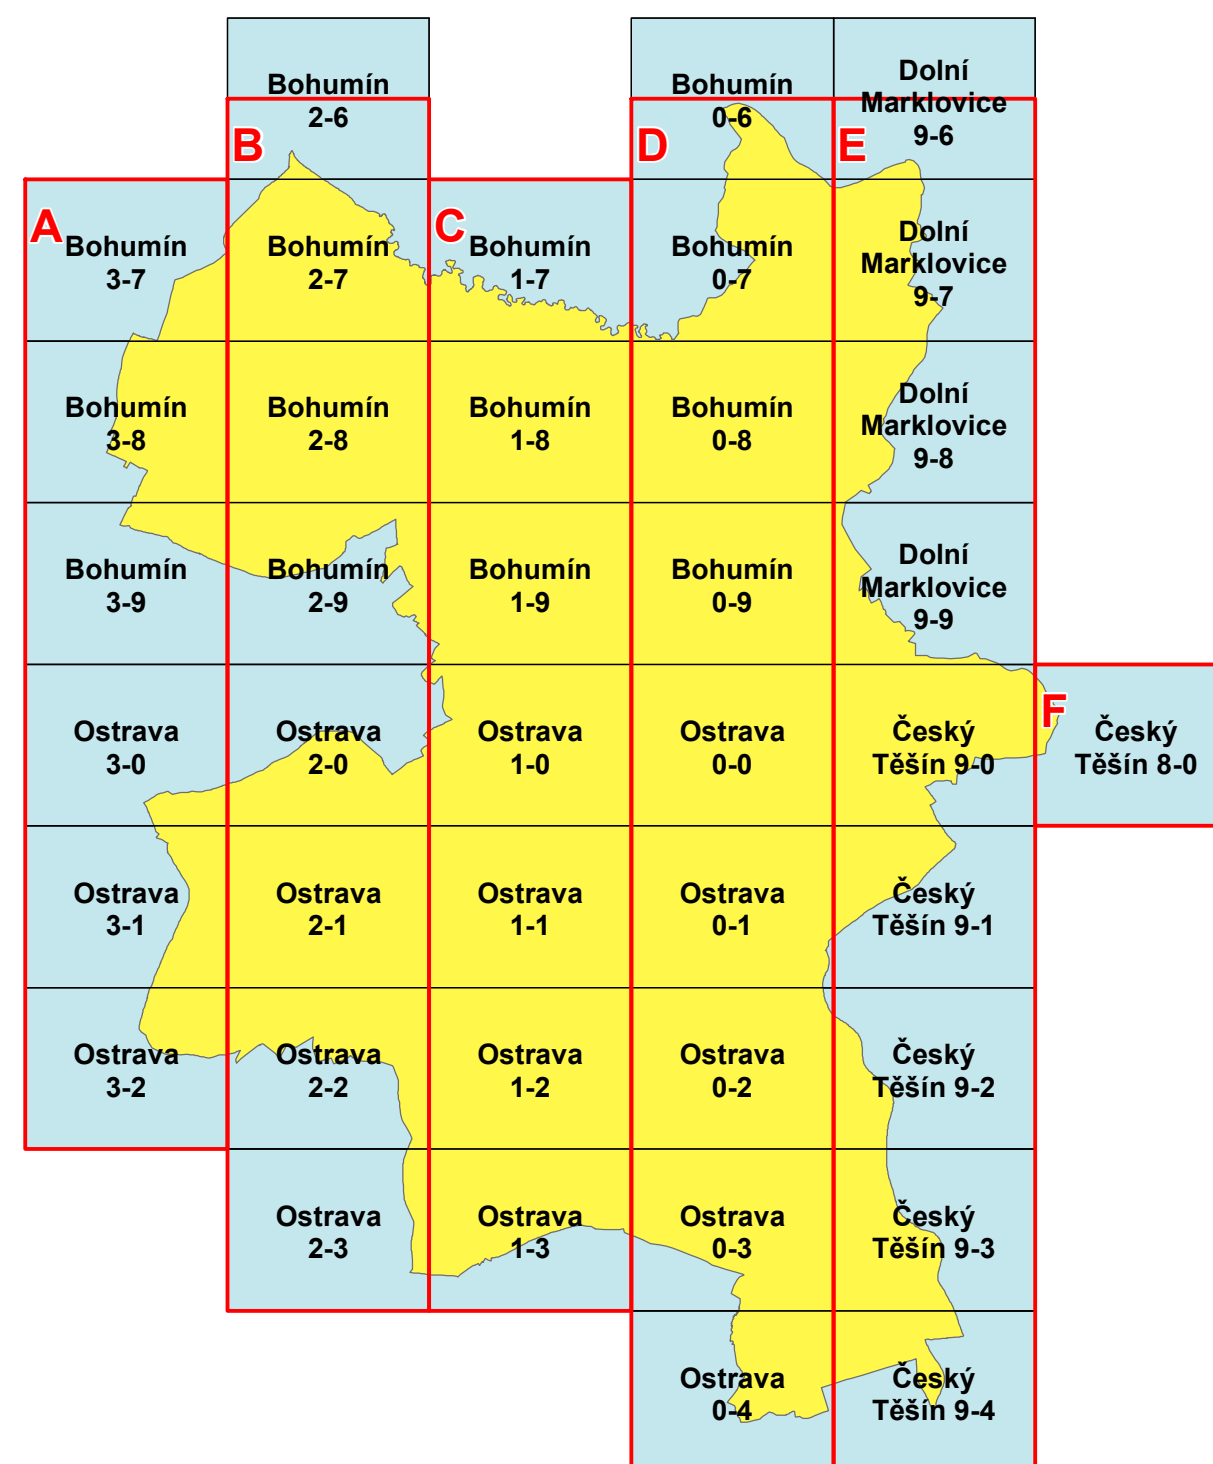 Bohumín
2-6
Bohumín
0-6
Dolní
Marklovice
9-6
B
D
E
A
Bohumín
3-7
Bohumín
2-7
C
Bohumín
1-7
Bohumín
0-7
Dolní
Marklovice
9-7
Bohumín
3-8
Bohumín
2-8
Bohumín
1-8
Bohumín
0-8
Dolní
Marklovice
9-8
Bohumín
3-9
Bohumín
2-9
Bohumín
1-9
Bohumín
0-9
Dolní
Marklovice
9-9
Ostrava
3-0
Ostrava
2-0
Ostrava
1-0
Ostrava
0-0
Český
Těšín 9-0
F
Český
Těšín 8-0
Ostrava
3-1
Ostrava
2-1
Ostrava
1-1
Ostrava
0-1
Český
Těšín 9-1
Ostrava
3-2
Ostrava
2-2
Ostrava
1-2
Ostrava
0-2
Český
Těšín 9-2
Ostrava
2-3
Ostrava
1-3
Ostrava
0-3
Český
Těšín 9-3
Ostrava
0-4
Český
Těšín 9-4